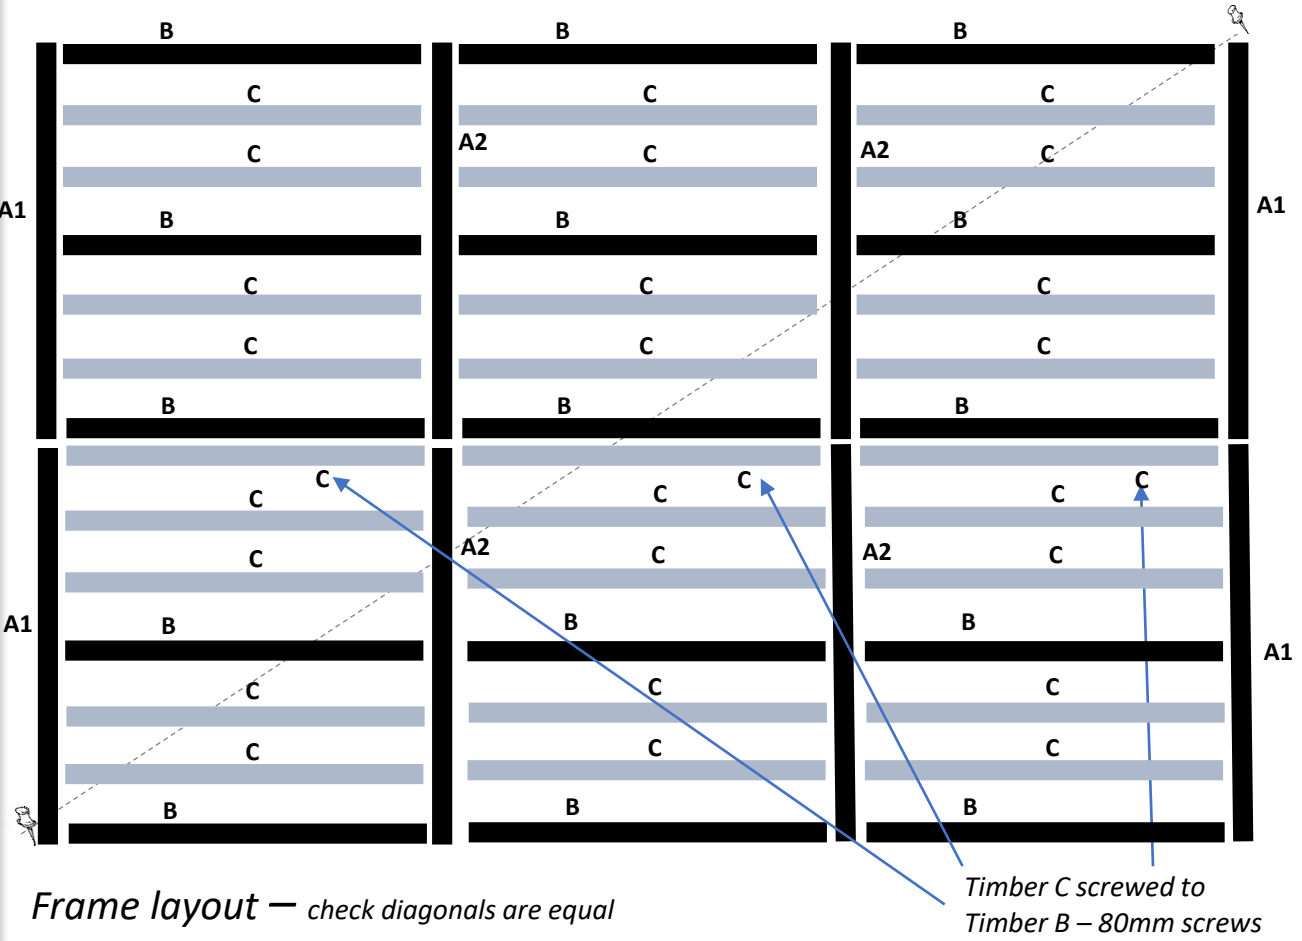 B B B
C C C
A2 A2
C C C
A1 A1
B B B
C C C
C C C
B B B
C C C
C C C
A2 A2
C C C
A1 B B B
A1
C C C
C C C
B B B
Frame layout – check diagonals are equal
Timber C screwed to
Timber B – 80mm screws